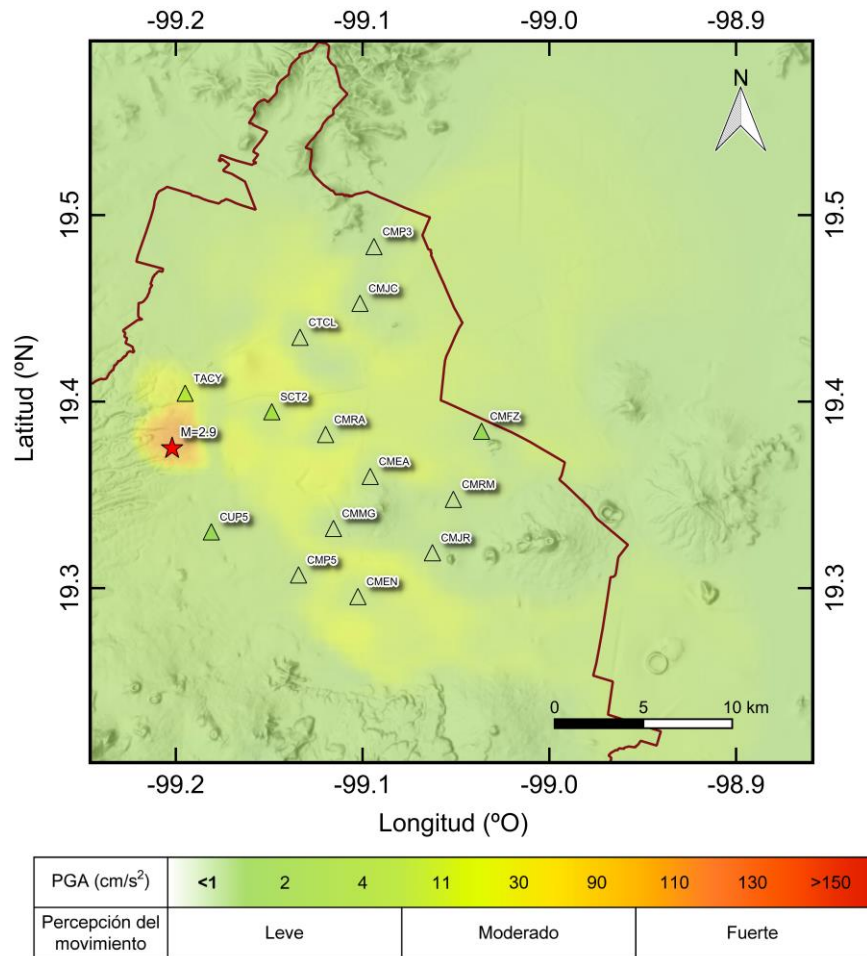 -99.2 -99.1 -99.0 -98.9
N
19.5 19.5
CMP3
CMJC
CTCL
19.4 19.4
TACY
SCT2
CMRA
CMFZ
M=2.9
CMEA
CMRM
CUP5
CMMG
CMJR
CMP5
CMEN
19.3 19.3
Latitud (ºN)
0 5 10 km
-99.2 -99.1 -99.0 -98.9
Longitud (ºO)
PGA (cm/s²) <1 2 4 11 30 90 110 130 >150
Percepción del
movimiento
Leve Moderado Fuerte